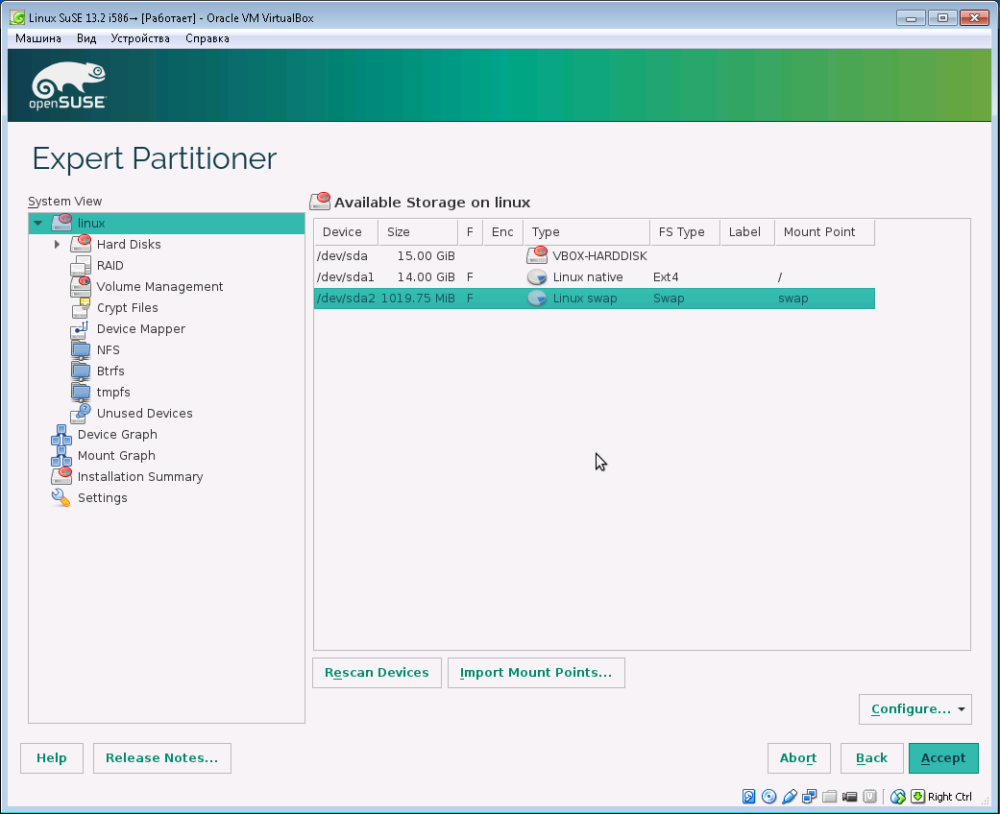 Linux SuSE 13.2 i586→ [Работает] - Oracle VM VirtualBox
Машина Вид Устройства Справка
openSUSE
Expert Partitioner
System View
linux
Hard Disks
RAID
Volume Management
Crypt Files
Device Mapper
NFS
Btrfs
tmpfs
Unused Devices
Device Graph
Mount Graph
Installation Summary
Settings
Available Storage on linux
Device Size F Enc Type FS Type Label Mount Point
/dev/sda 15.00 GiB VBOX-HARDDISK
/dev/sda1 14.00 GiB F Linux native Ext4 /
/dev/sda2 1019.75 MiB F Linux swap Swap swap
Rescan Devices Import Mount Points...
Configure...
Help Release Notes... Abort Back Accept
Right Ctrl